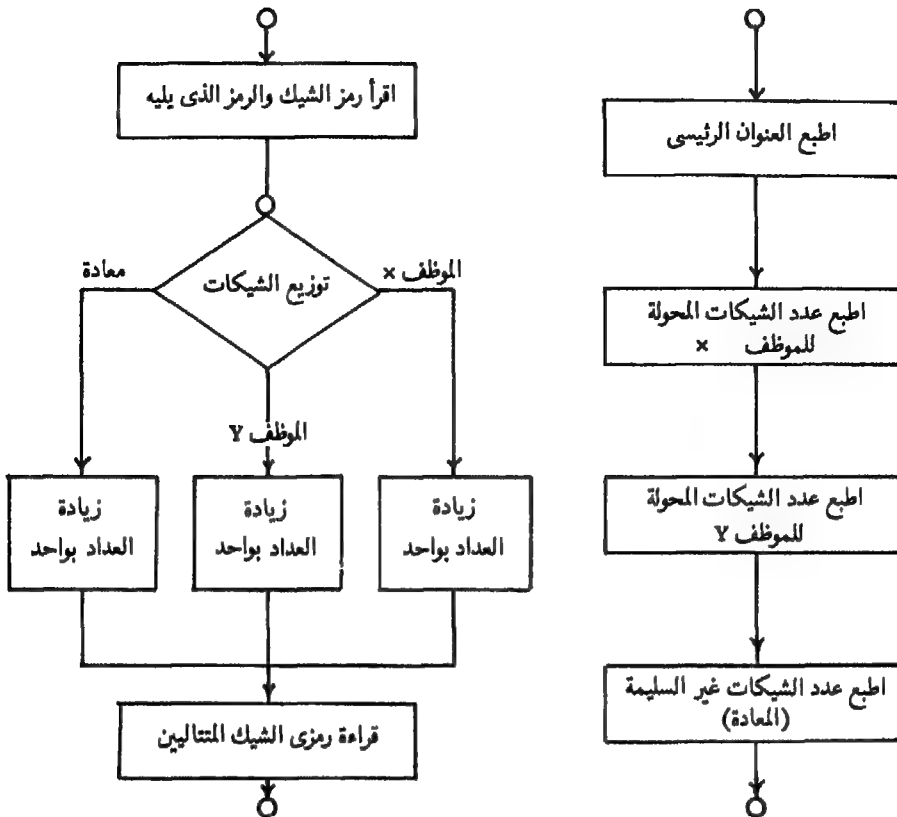 اقرأ رمز الشيك والرمز الذى يليه
توزيع الشيكات
الموظف ×
معادة
الموظف Y
زيادة
العداد بواحد
زيادة
العداد بواحد
زيادة
العداد بواحد
قراءة رمزى الشيك المتتاليين
اطبع العنوان الرئيسى
اطبع عدد الشيكات المحولة
للموظف ×
اطبع عدد الشيكات المحولة
للموظف Y
اطبع عدد الشيكات غير السليمة
(المعادة)